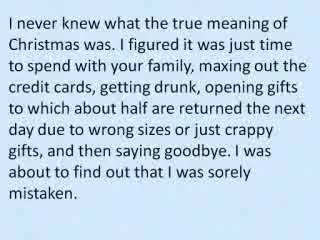 I never knew what the true meaning of
Christmas was. I figured it was just time
to spend with your family, maxing out the
credit cards, getting drunk, opening gifts
to which about half are returned the next
day due to wrong sizes or just crappy
gifts, and then saying goodbye. I was
about to find out that I was sorely
mistaken.